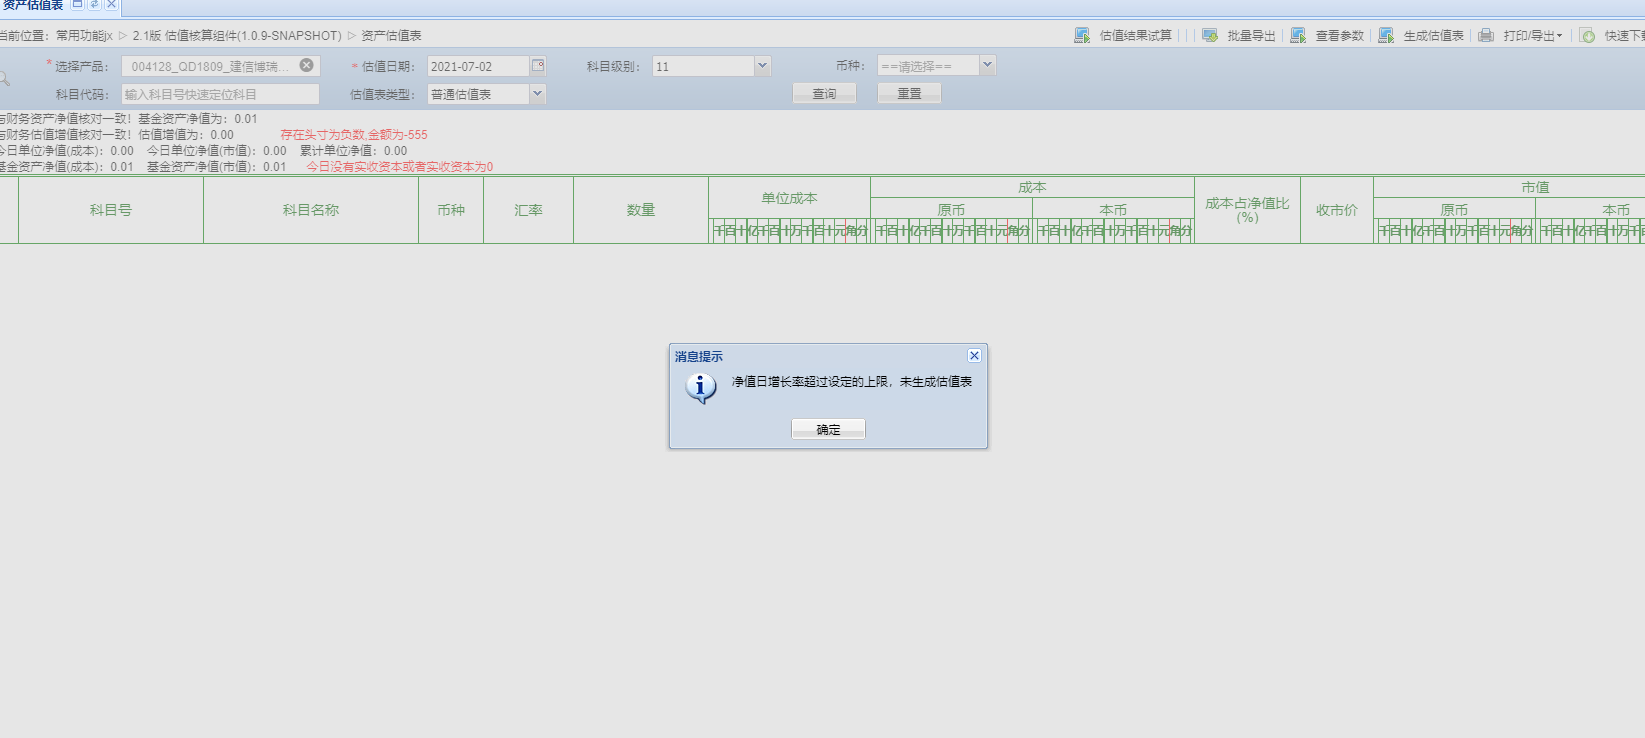 资产估值表
当前位置：常用功能jx ▷ 2.1版 估值核算组件(1.0.9-SNAPSHOT) ▷ 资产估值表
估值结果试算 批量导出 查看参数 生成估值表 打印/导出 快速下载
*选择产品： 004128_QD1809_建信博瑞... *估值日期： 2021-07-02 科目级别： 11 币种： ==请选择==
科目代码： 输入科目号快速定位科目 估值表类型： 普通估值表 查询 重置
与财务资产净值核对一致！基金资产净值为：0.01
与财务估值增值核对一致！估值增值为：0.00 存在头寸为负数,金额为-555
今日单位净值(成本)：0.00 今日单位净值(市值)：0.00 累计单位净值：0.00
基金资产净值(成本)：0.01 基金资产净值(市值)：0.01 今日没有实收资本或者实收资本为0
科目号 科目名称 币种 汇率 数量 单位成本 成本 成本占净值比(%) 收市价 市值
原币 本币 原币 本币
千百十亿千百十万千百十元角分 千百十亿千百十万千百十元角分 千百十亿千百十万千百十元角分 千百十亿千百十万千百十元角分 千百十亿千百十万千百
消息提示
净值日增长率超过设定的上限，未生成估值表
确定